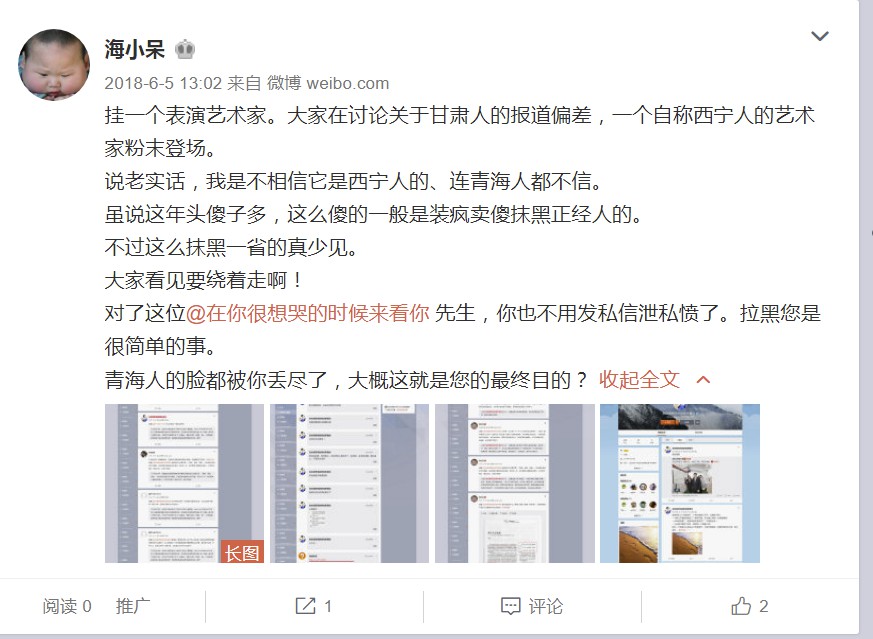 海小呆
2018-6-5 13:02 来自 微博 weibo.com
挂一个表演艺术家。大家在讨论关于甘肃人的报道偏差，一个自称西宁人的艺术
家粉末登场。
说老实话，我是不相信它是西宁人的、连青海人都不信。
虽说这年头傻子多，这么傻的一般是装疯卖傻抹黑正经人的。
不过这么抹黑一省的真少见。
大家看见要绕着走啊！
对了这位@在你很想哭的时候来看你 先生，你也不用发私信泄私愤了。拉黑您是
很简单的事。
青海人的脸都被你丢尽了，大概这就是您的最终目的？ 收起全文
长图
阅读 0 推广 1 评论 2